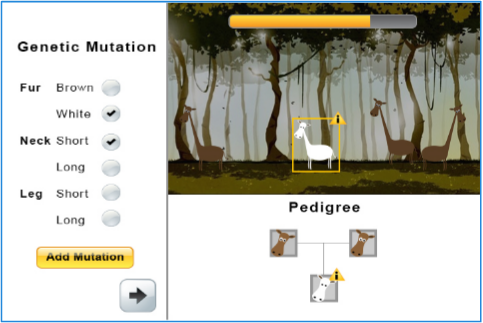 Genetic Mutation
Fur Brown
White
Neck Short
Long
Leg Short
Long
Add Mutation
Pedigree